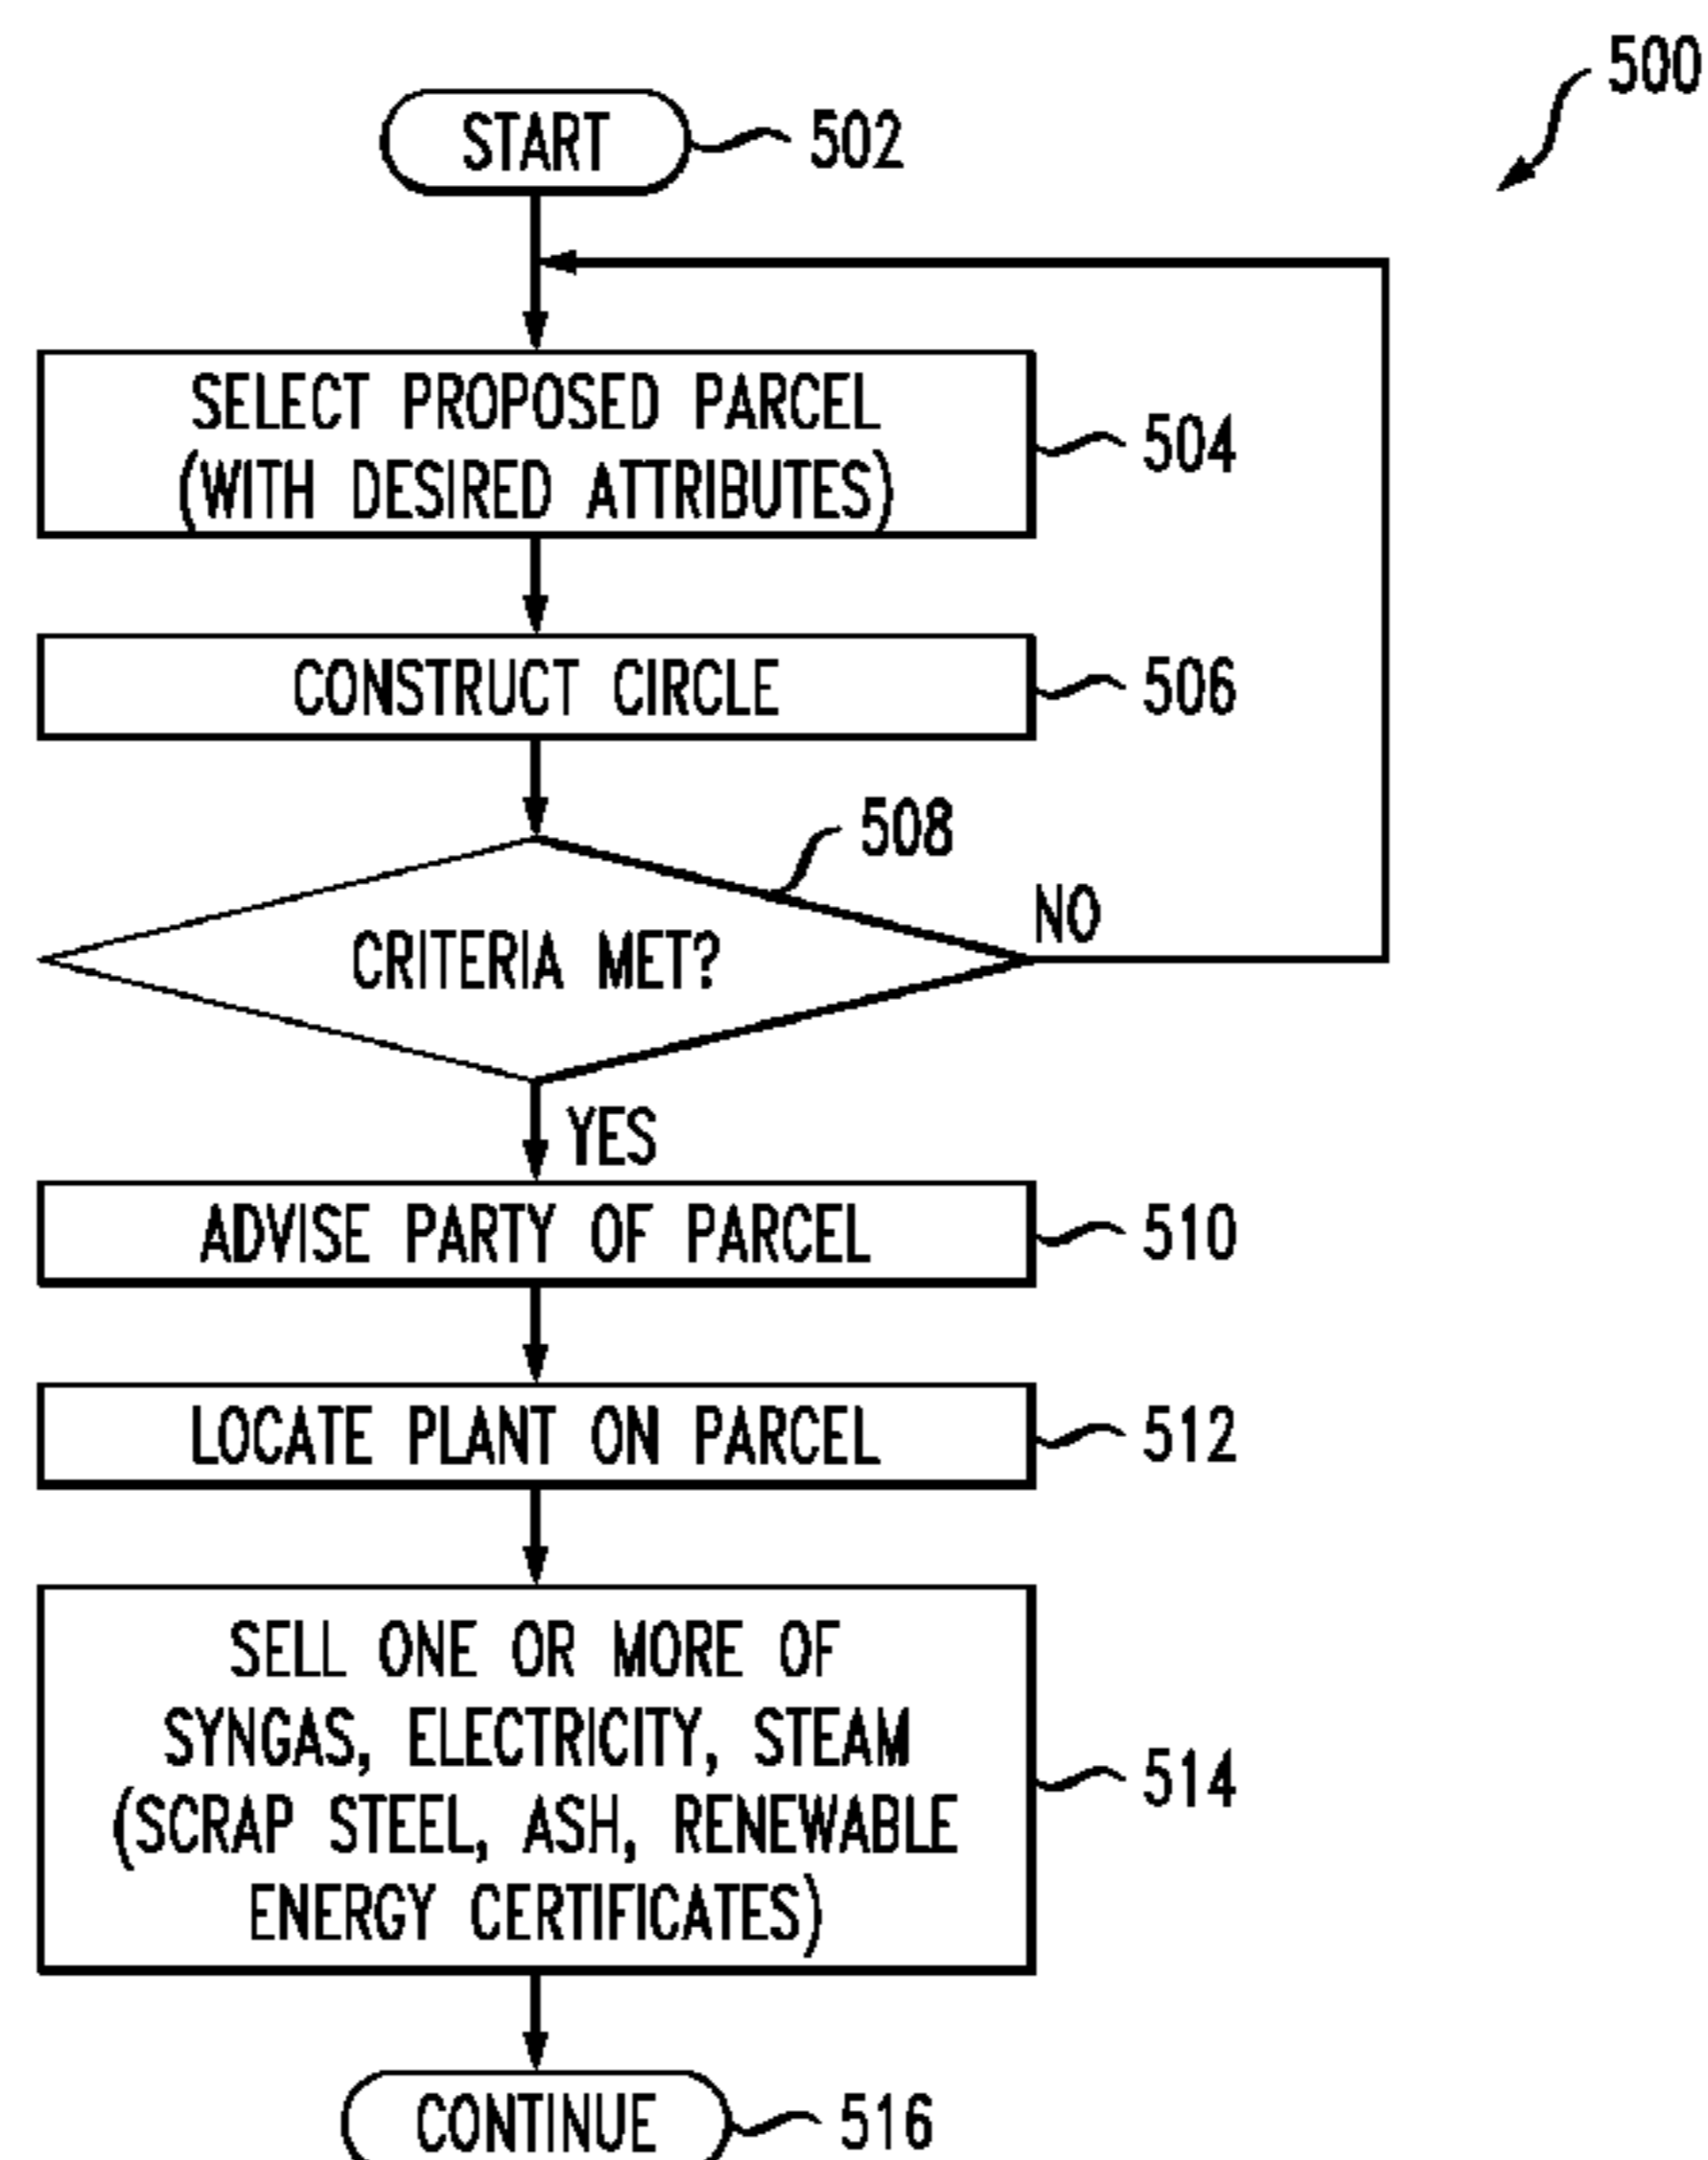 500
START
502
SELECT PROPOSED PARCEL
(WITH DESIRED ATTRIBUTES)
504
CONSTRUCT CIRCLE
506
508
CRITERIA MET?
NO
YES
ADVISE PARTY OF PARCEL
510
LOCATE PLANT ON PARCEL
512
SELL ONE OR MORE OF
SYNGAS, ELECTRICITY, STEAM
(SCRAP STEEL, ASH, RENEWABLE
ENERGY CERTIFICATES)
514
CONTINUE
516